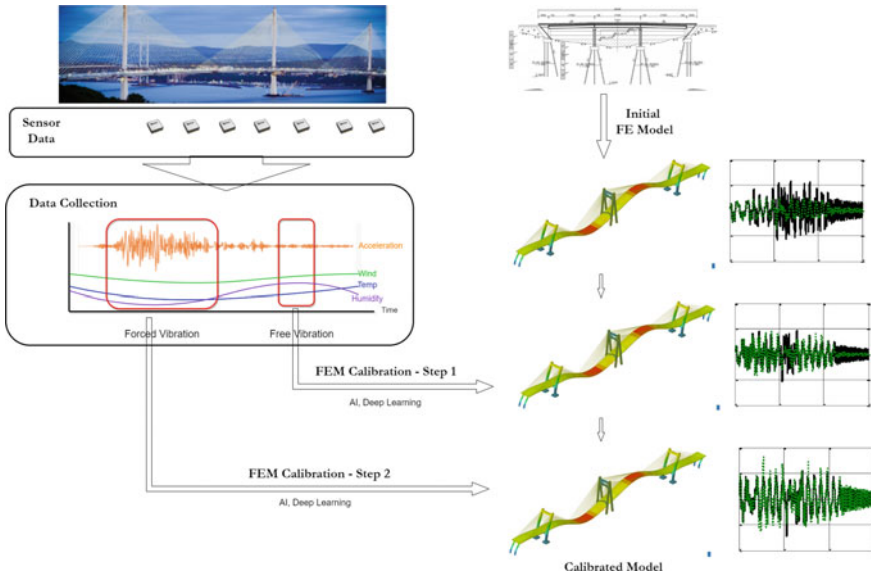 Sensor
Data
Initial
FE Model
Data Collection
Acceleration
Wind
Temp
Humidity
Time
Forced Vibration
Free Vibration
FEM Calibration - Step 1
AI, Deep Learning
FEM Calibration - Step 2
AI, Deep Learning
Calibrated Model